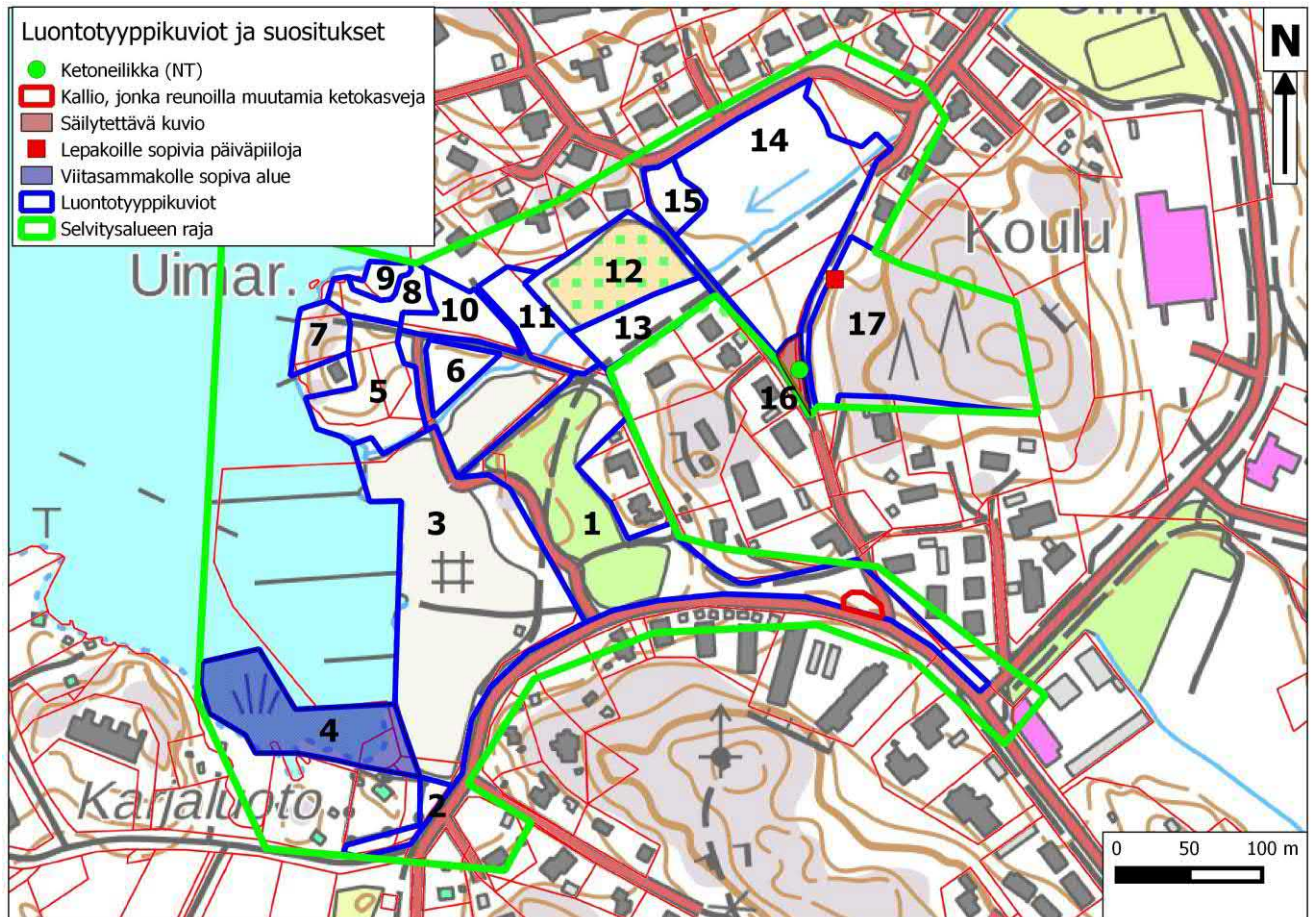 Luontotyyppikuviot ja suositukset
Ketoneilikka (NT)
Kallio, jonka reunoilla muutamia ketokasveja
Säilytettävä kuvio
Lepakoille sopivia päiväpiiloja
Viitasammakolle sopiva alue
Luontotyyppikuviot
Selvitysalueen raja
N
14
15
Koulu
Uimar.
9
8
12
10
11
13
17
7
6
5
16
3
1
4
Karjaluoto
2
0 50 100 m